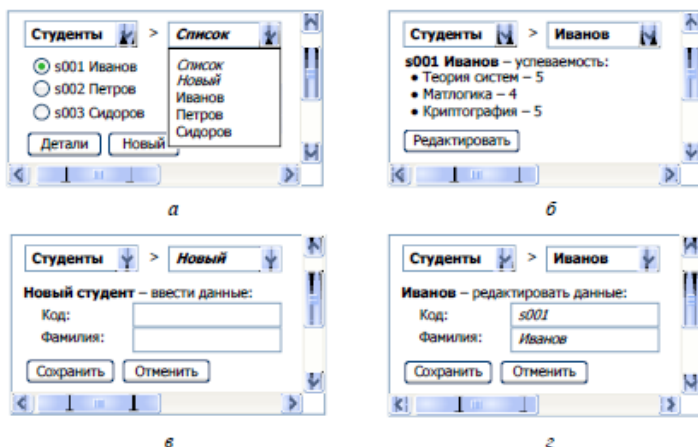 Студенты > Список
s001 Иванов
s002 Петров
s003 Сидоров
Список
Новый
Иванов
Петров
Сидоров
Детали Новый
а
Студенты > Иванов
s001 Иванов – успеваемость:
• Теория систем – 5
• Матлогика – 4
• Криптография – 5
Редактировать
б
Студенты > Новый
Новый студент – ввести данные:
Код:
Фамилия:
Сохранить Отменить
в
Студенты > Иванов
Иванов – редактировать данные:
Код: s001
Фамилия: Иванов
Сохранить Отменить
г